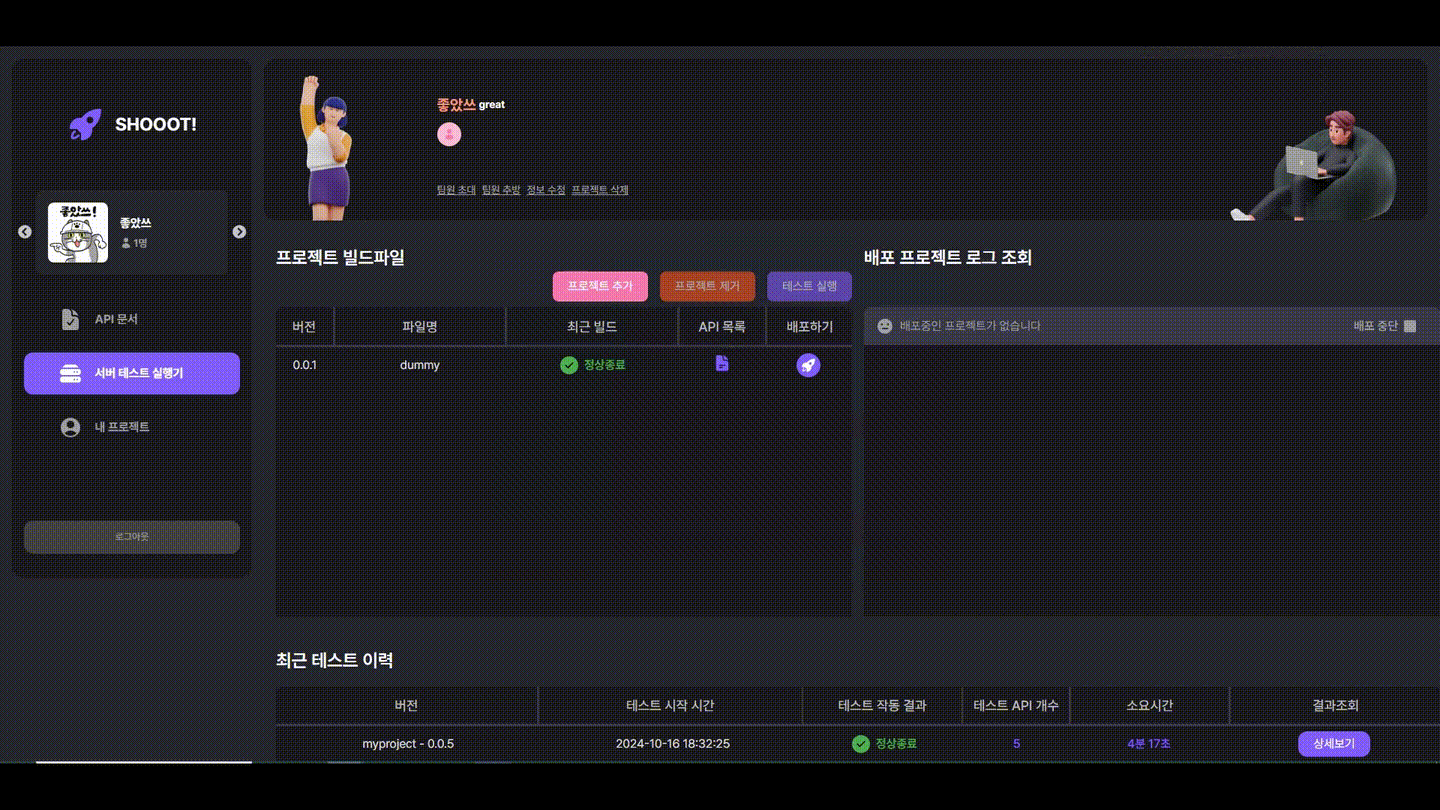 SHOOOT!
좋았쓰!
좋았쓰
1명
API 문서
서버 테스트 실행기
내 프로젝트
로그아웃
좋았쓰 great
팀원 초대 팀원 추방 정보 수정 프로젝트 삭제
프로젝트 빌드파일
프로젝트 추가 프로젝트 제거 테스트 실행
버전 파일명 최근 빌드 API 목록 배포하기
0.0.1 dummy 정상종료
배포 프로젝트 로그 조회
배포중인 프로젝트가 없습니다 배포 중단
최근 테스트 이력
버전 테스트 시작 시간 테스트 작동 결과 테스트 API 개수 소요시간 결과조회
myproject - 0.0.5 2024-10-16 18:32:25 정상종료 5 4분 17초 상세보기